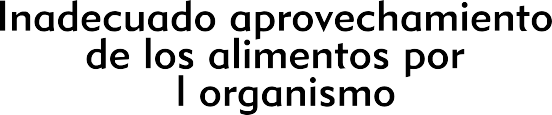 Inadecuado aprovechamiento
de los alimentos por
l organismo